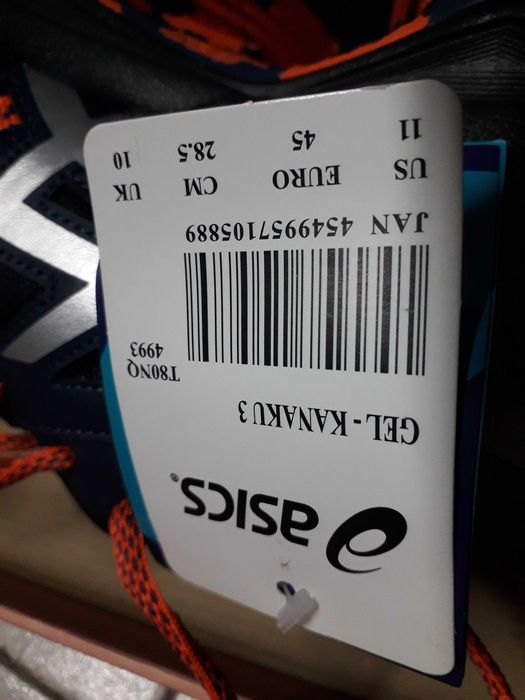 asics®
GEL - KANAKU 3
T80NQ
4993
JAN 4549957105889
US EURO CM UK
11 45 28.5 10